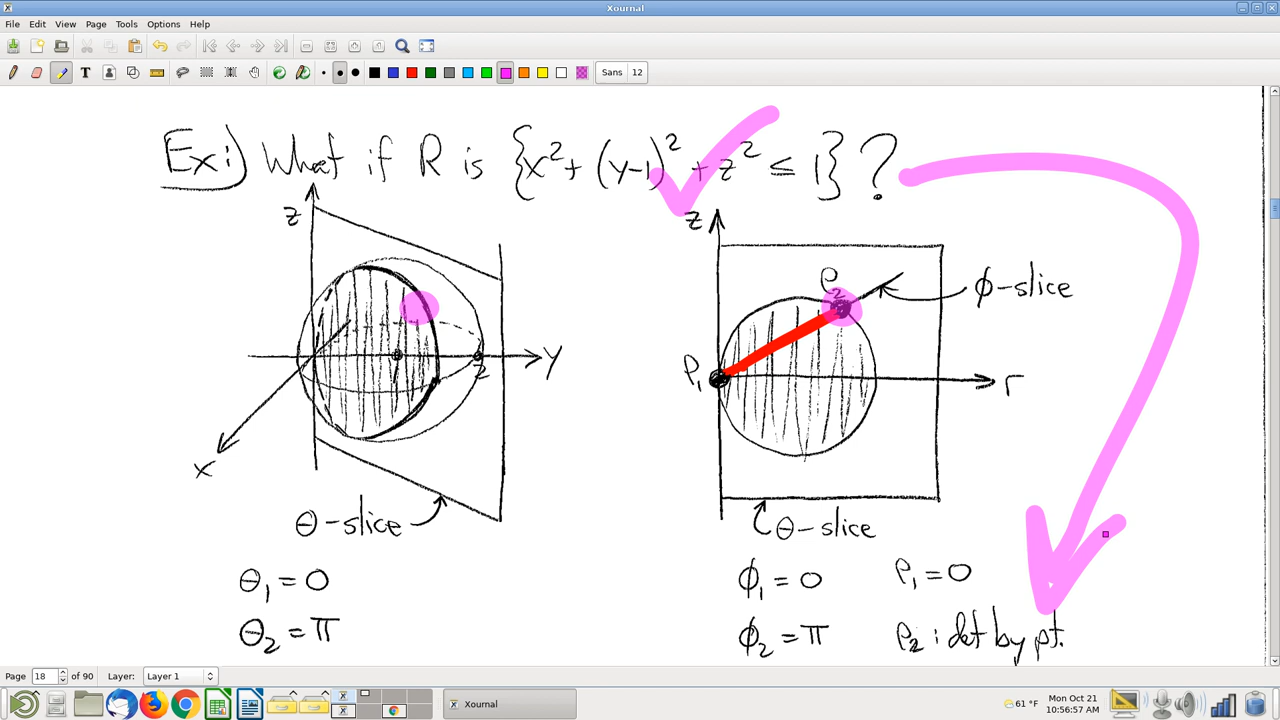 Xournal
File Edit View Page Tools Options Help
Sans 12
Ex:) What if R is {x²+ (y-1)² + z² ≤ 1} ?
z
y
x
2
θ-slice
z
ρ₂
φ-slice
ρ₁
r
θ-slice
θ₁ = 0
θ₂ = π
φ₁ = 0
φ₂ = π
ρ₁ = 0
ρ₂ : det by pt.
Page 18 of 90 Layer: Layer 1
Xournal
61 °F
Mon Oct 21
10:56:57 AM